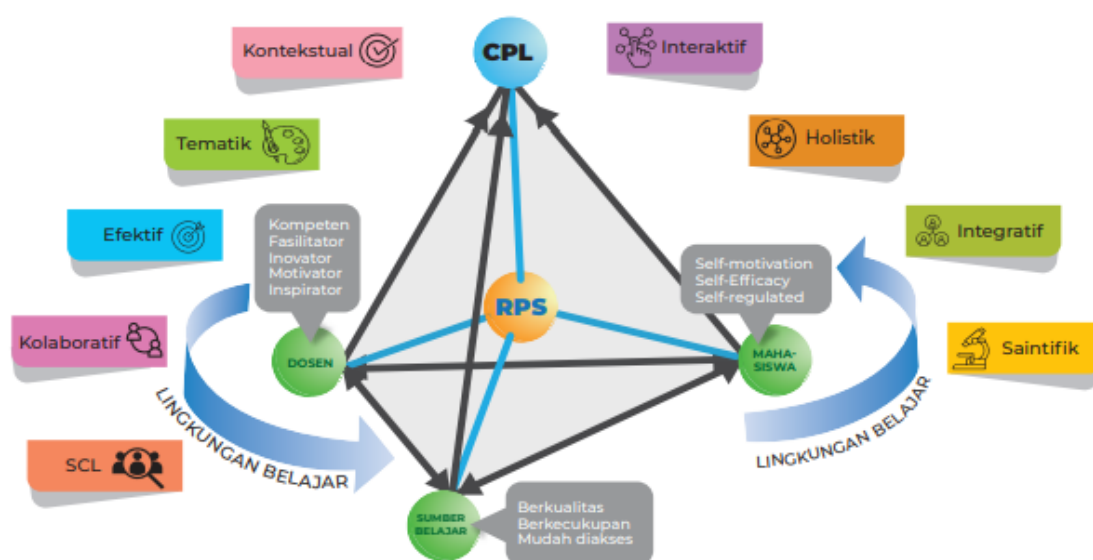 Kontekstual
CPL
Interaktif
Tematik
Holistik
Efektif
Kompeten
Fasilitator
Inovator
Motivator
Inspirator
Integratif
Self-motivation
Self-Efficacy
Self-regulated
RPS
Kolaboratif
DOSEN
MAHA-
SISWA
Saintifik
LINGKUNGAN BELAJAR
LINGKUNGAN BELAJAR
SCL
SUMBER
BELAJAR
Berkualitas
Berkecukupan
Mudah diakses